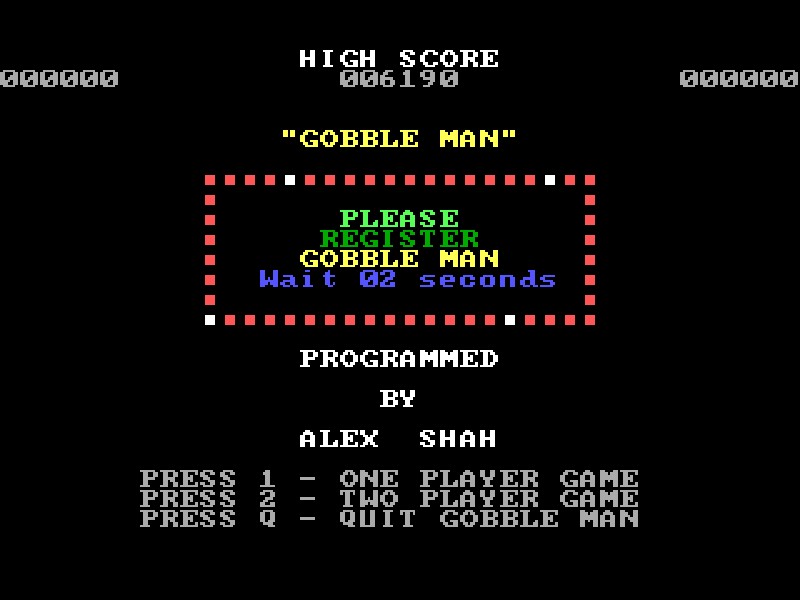 HIGH SCORE
000000 006190 000000
"GOBBLE MAN"
PLEASE
REGISTER
GOBBLE MAN
Wait 02 seconds
PROGRAMMED
BY
ALEX SHAH
PRESS 1 - ONE PLAYER GAME
PRESS 2 - TWO PLAYER GAME
PRESS Q - QUIT GOBBLE MAN